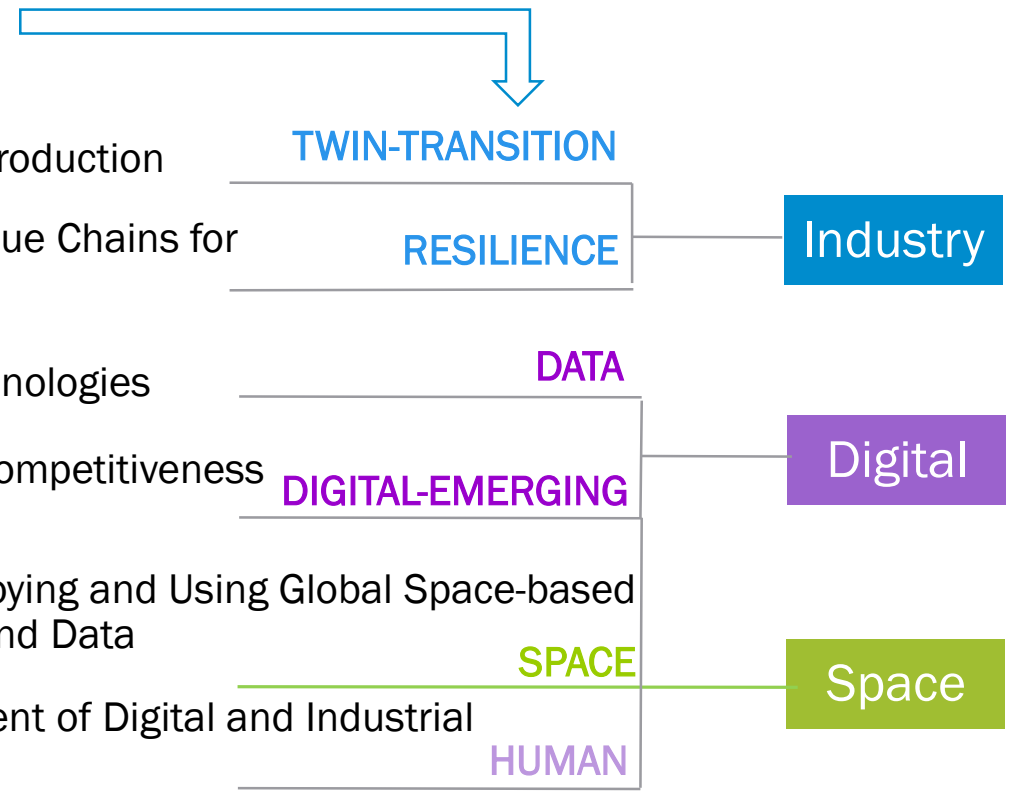 TWIN-TRANSITION
roduction
ue Chains for
RESILIENCE
Industry
DATA
nologies
Digital
ompetitiveness
DIGITAL-EMERGING
ying and Using Global Space-based
nd Data
SPACE
Space
ent of Digital and Industrial
HUMAN